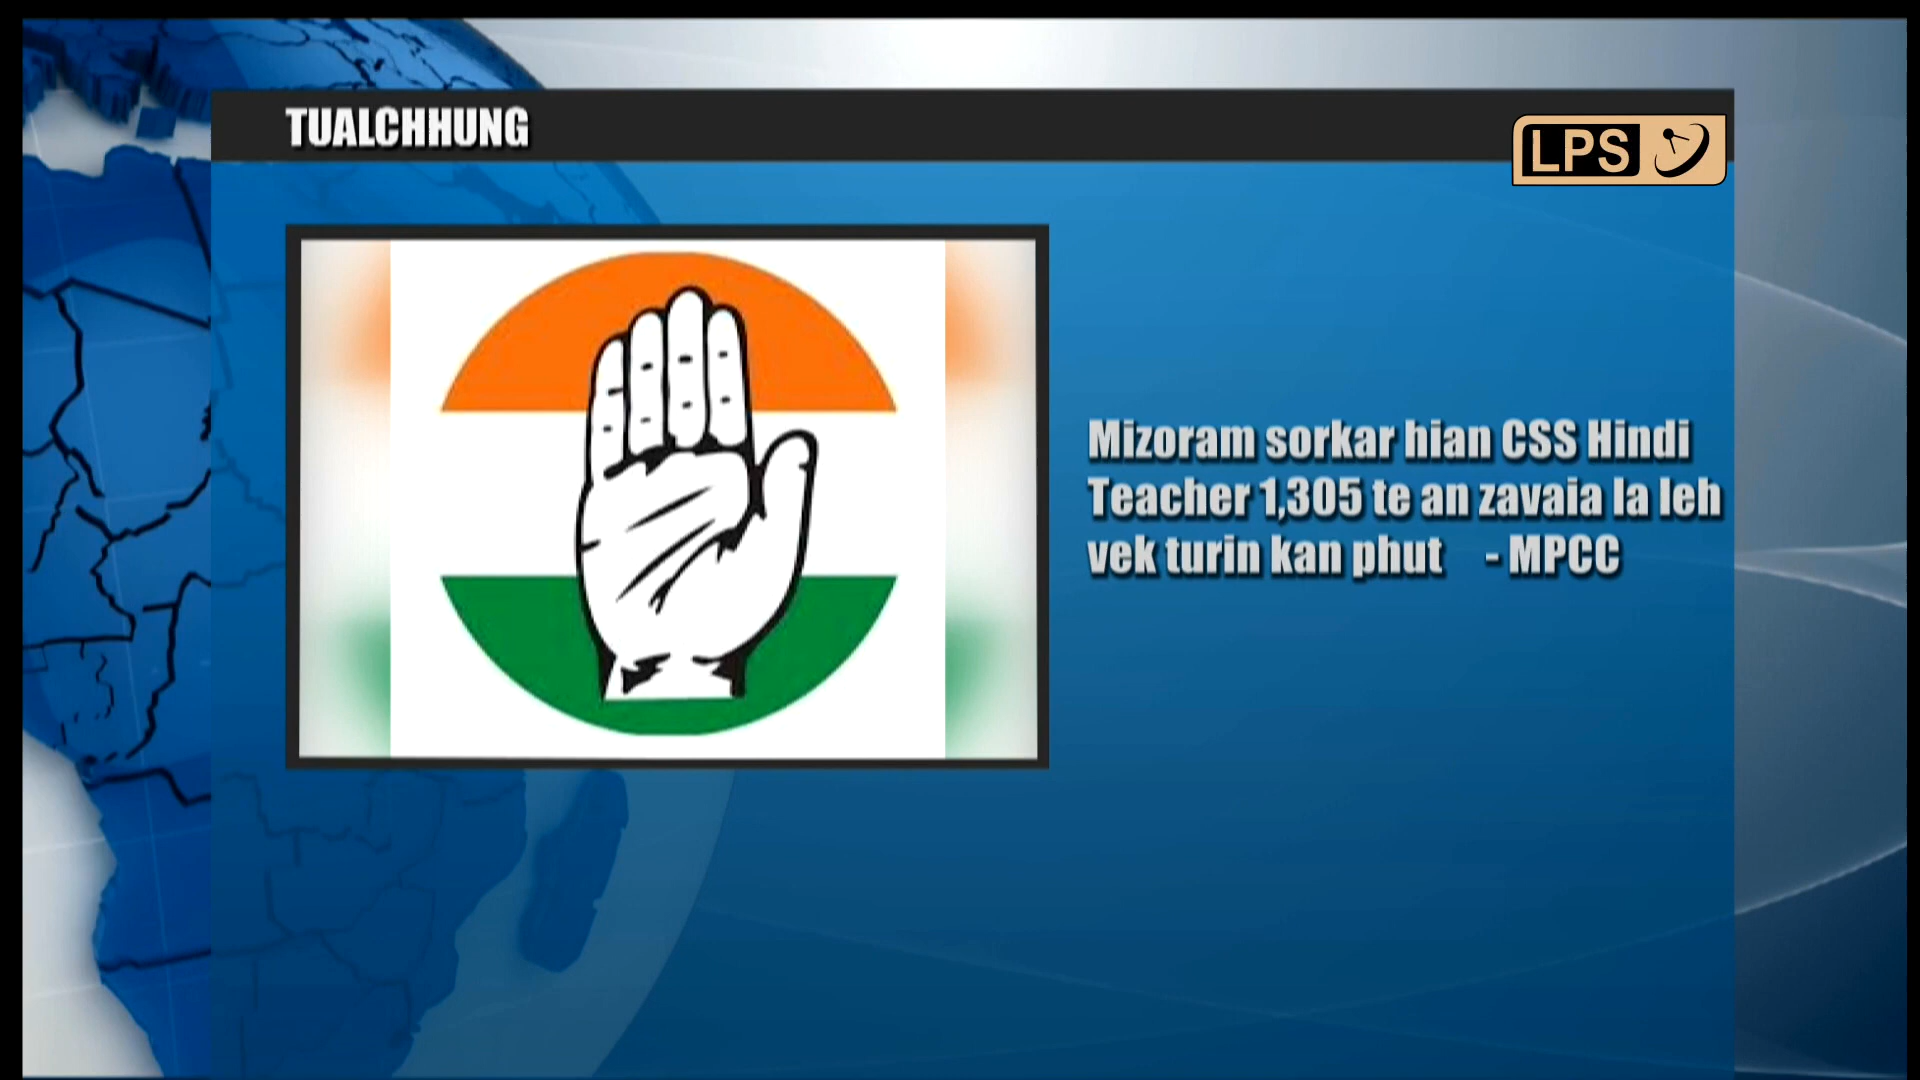 TUALCHHUNG
LPS
Mizoram sorkar hian CSS Hindi
Teacher 1,305 te an zavaia la leh
vek turin kan phut - MPCC